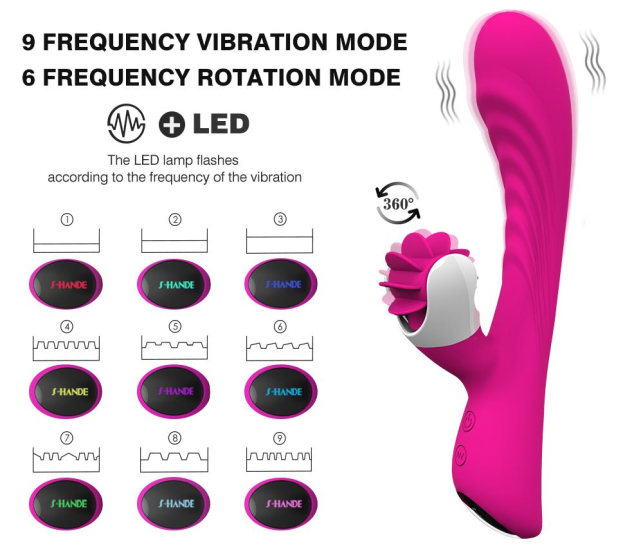 9 FREQUENCY VIBRATION MODE
6 FREQUENCY ROTATION MODE
LED
The LED lamp flashes
according to the frequency of the vibration
① ② ③
S-HANDE S-HANDE S-HANDE
360°
④ ⑤ ⑥
S-HANDE S-HANDE S-HANDE
⑦ ⑧ ⑨
S-HANDE S-HANDE S-HANDE